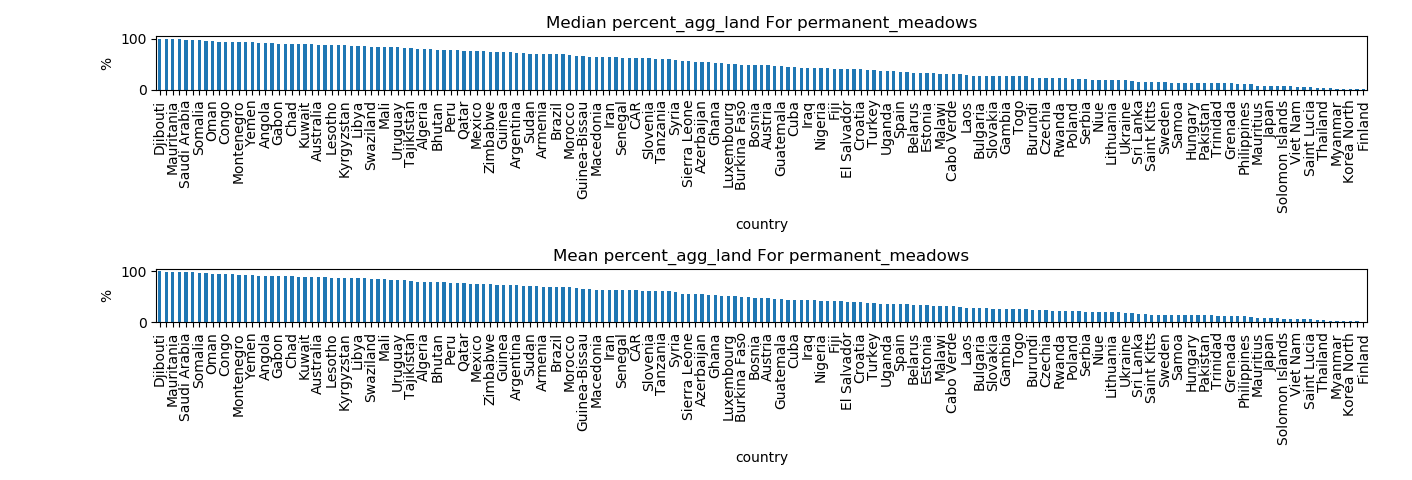 Median percent_agg_land For permanent_meadows
100
%
0
Djibouti
Mauritania
Saudi Arabia
Somalia
Oman
Congo
Montenegro
Yemen
Angola
Gabon
Chad
Kuwait
Australia
Lesotho
Kyrgyzstan
Libya
Swaziland
Mali
Uruguay
Tajikistan
Algeria
Bhutan
Peru
Qatar
Mexico
Zimbabwe
Guinea
Argentina
Sudan
Armenia
Brazil
Morocco
Guinea-Bissau
Macedonia
Iran
Senegal
CAR
Slovenia
Tanzania
Syria
Sierra Leone
Azerbaijan
Ghana
Luxembourg
Burkina Faso
Bosnia
Austria
Guatemala
Cuba
Iraq
Nigeria
Fiji
El Salvador
Croatia
Turkey
Uganda
Spain
Belarus
Estonia
Malawi
Cabo Verde
Laos
Bulgaria
Slovakia
Gambia
Togo
Burundi
Czechia
Rwanda
Poland
Serbia
Niue
Lithuania
Ukraine
Sri Lanka
Saint Kitts
Sweden
Samoa
Hungary
Pakistan
Trinidad
Grenada
Philippines
Mauritius
Japan
Solomon Islands
Viet Nam
Saint Lucia
Thailand
Myanmar
Korea North
Finland
country
Mean percent_agg_land For permanent_meadows
100
%
0
Djibouti
Mauritania
Saudi Arabia
Somalia
Oman
Congo
Montenegro
Yemen
Angola
Gabon
Chad
Kuwait
Australia
Lesotho
Kyrgyzstan
Libya
Swaziland
Mali
Uruguay
Tajikistan
Algeria
Bhutan
Peru
Qatar
Mexico
Zimbabwe
Guinea
Argentina
Sudan
Armenia
Brazil
Morocco
Guinea-Bissau
Macedonia
Iran
Senegal
CAR
Slovenia
Tanzania
Syria
Sierra Leone
Azerbaijan
Ghana
Luxembourg
Burkina Faso
Bosnia
Austria
Guatemala
Cuba
Iraq
Nigeria
Fiji
El Salvador
Croatia
Turkey
Uganda
Spain
Belarus
Estonia
Malawi
Cabo Verde
Laos
Bulgaria
Slovakia
Gambia
Togo
Burundi
Czechia
Rwanda
Poland
Serbia
Niue
Lithuania
Ukraine
Sri Lanka
Saint Kitts
Sweden
Samoa
Hungary
Pakistan
Trinidad
Grenada
Philippines
Mauritius
Japan
Solomon Islands
Viet Nam
Saint Lucia
Thailand
Myanmar
Korea North
Finland
country